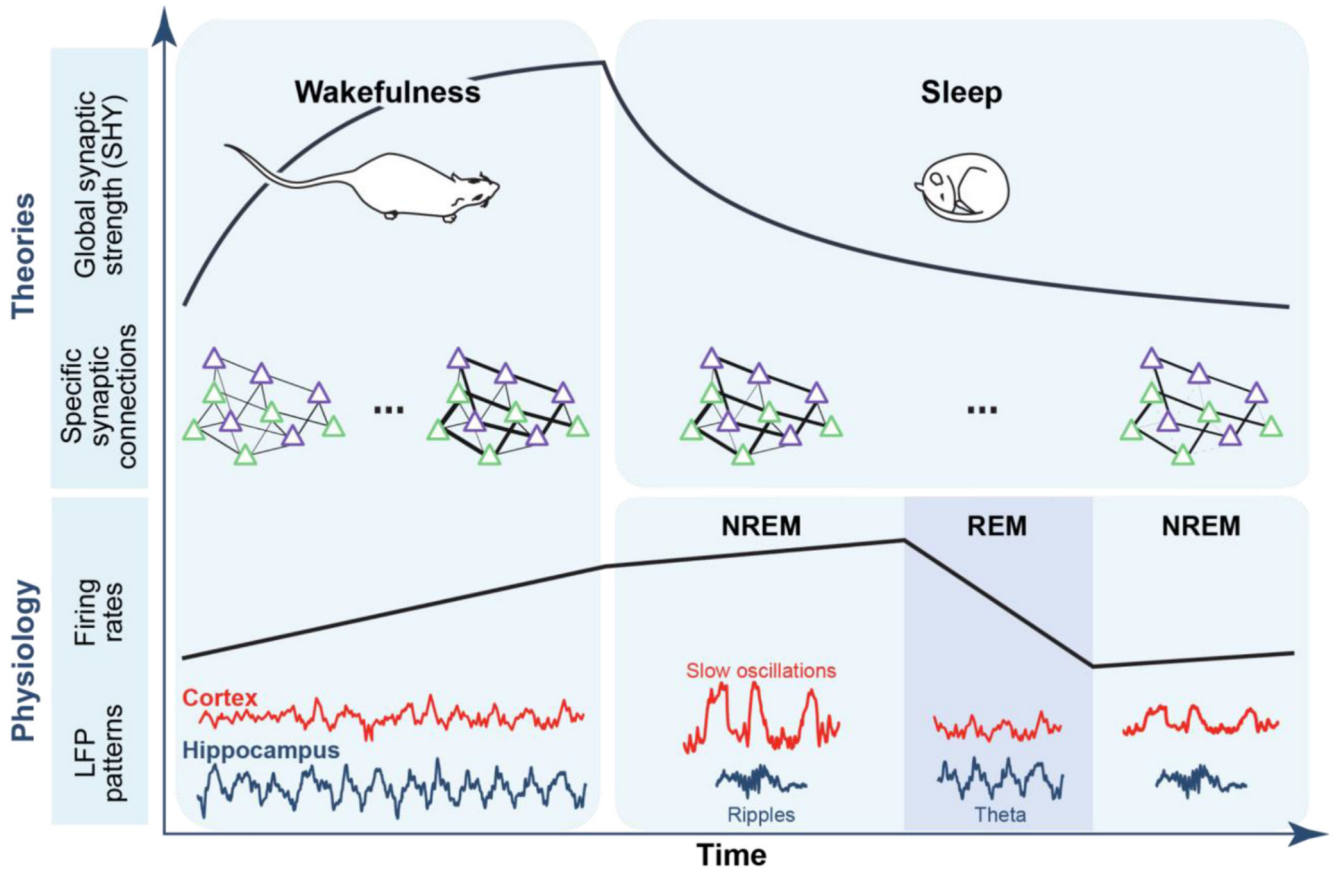 Wakefulness
Sleep
Theories
Global synaptic
strength (SHY)
Specific
synaptic
connections
...
...
NREM
REM
NREM
Physiology
Firing
rates
LFP
patterns
Cortex
Hippocampus
Slow oscillations
Ripples
Theta
Time